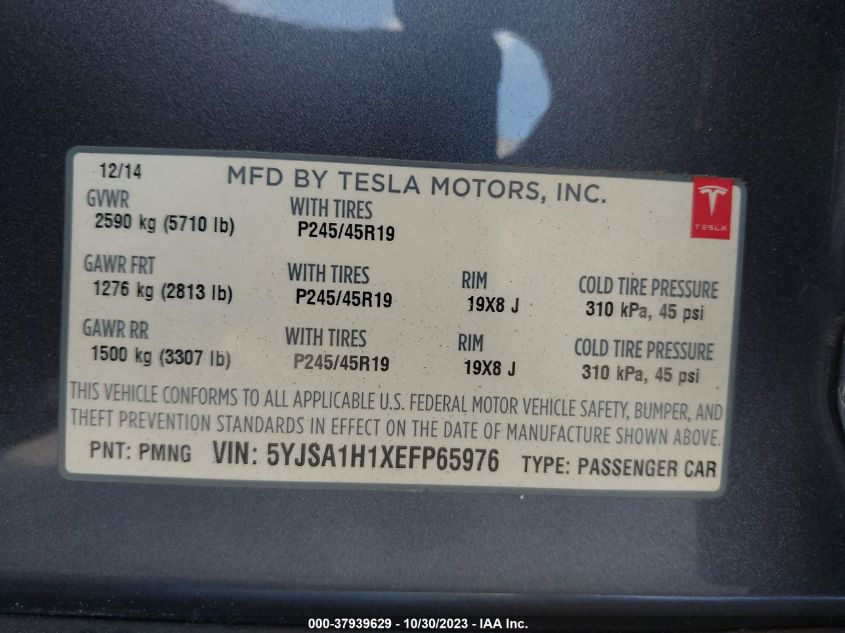 12/14
MFD BY TESLA MOTORS, INC.
TESLA
GVWR WITH TIRES
2590 kg (5710 lb) P245/45R19
GAWR FRT WITH TIRES RIM COLD TIRE PRESSURE
1276 kg (2813 lb) P245/45R19 19X8 J 310 kPa, 45 psi
GAWR RR WITH TIRES RIM COLD TIRE PRESSURE
1500 kg (3307 lb) P245/45R19 19X8 J 310 kPa, 45 psi
THIS VEHICLE CONFORMS TO ALL APPLICABLE U.S. FEDERAL MOTOR VEHICLE SAFETY, BUMPER, AND
THEFT PREVENTION STANDARDS IN EFFECT ON THE DATE OF MANUFACTURE SHOWN ABOVE.
PNT: PMNG VIN: 5YJSA1H1XEFP65976 TYPE: PASSENGER CAR
000-37939629 - 10/30/2023 - IAA Inc.